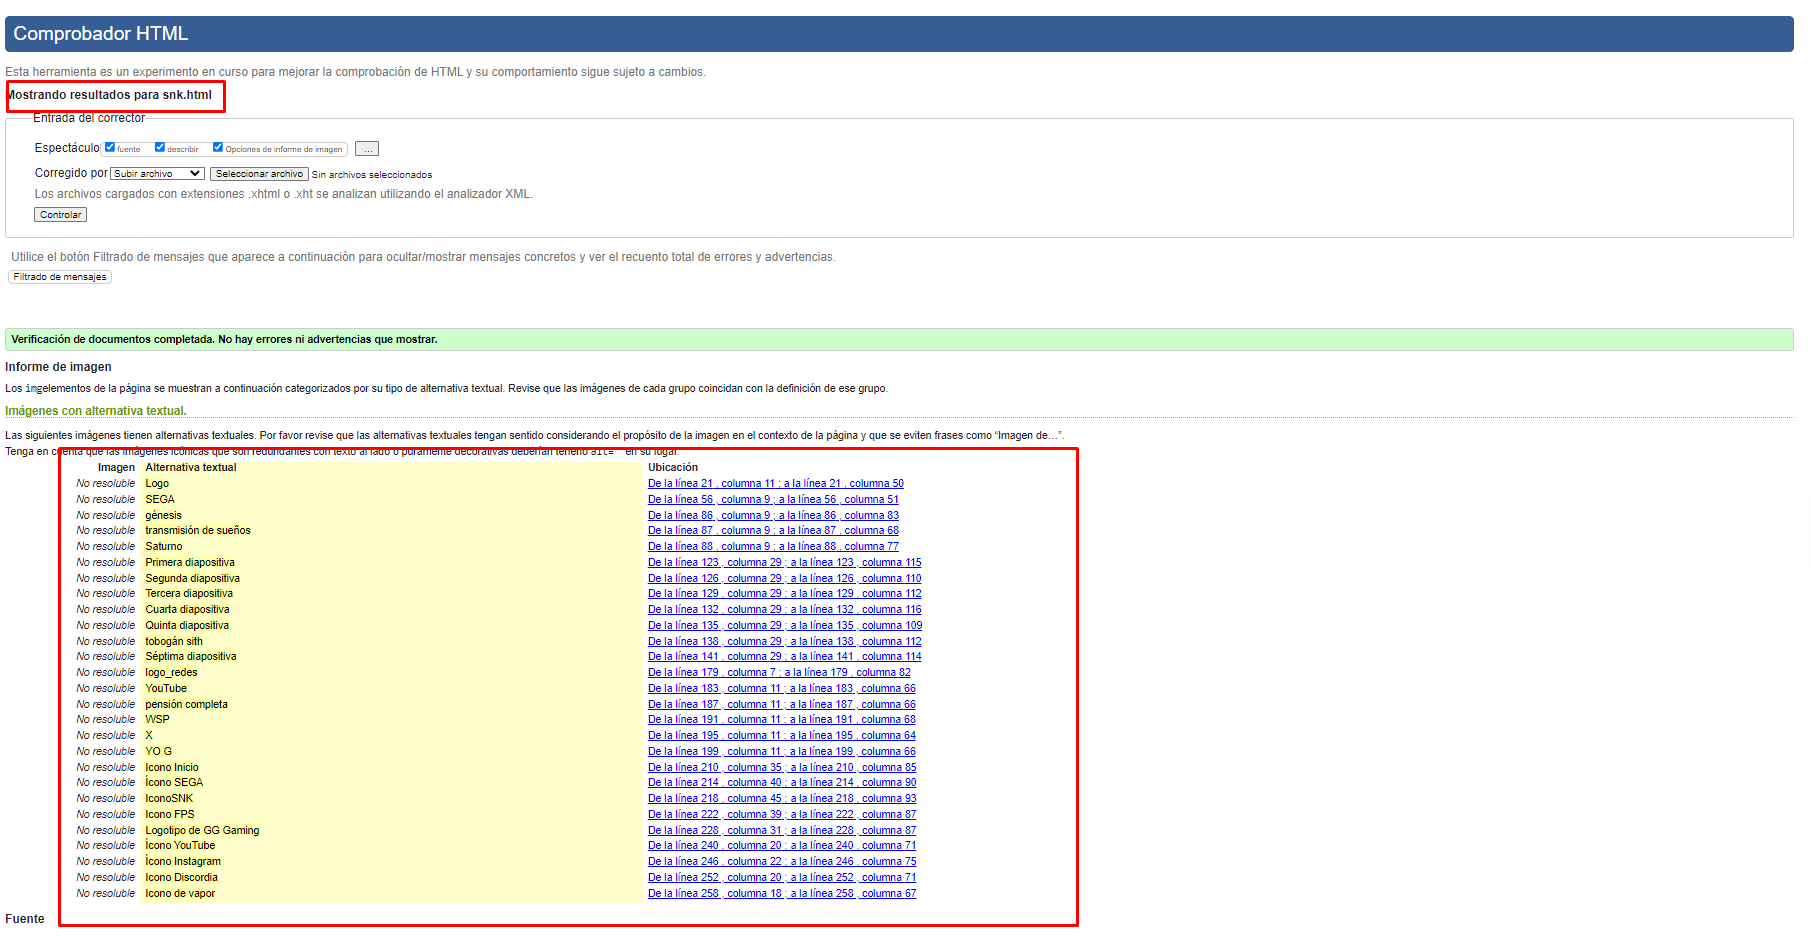 Comprobador HTML
Esta herramienta es un experimento en curso para mejorar la comprobación de HTML y su comportamiento sigue sujeto a cambios.
Mostrando resultados para snk.html
Entrada del corrector
Espectáculo fuente describir Opciones de informe de imagen ...
Corregido por Subir archivo Seleccionar archivo Sin archivos seleccionados
Los archivos cargados con extensiones .xhtml o .xht se analizan utilizando el analizador XML.
Controlar
Utilice el botón Filtrado de mensajes que aparece a continuación para ocultar/mostrar mensajes concretos y ver el recuento total de errores y advertencias.
Filtrado de mensajes
Verificación de documentos completada. No hay errores ni advertencias que mostrar.
Informe de imagen
Los imgelementos de la página se muestran a continuación categorizados por su tipo de alternativa textual. Revise que las imágenes de cada grupo coincidan con la definición de ese grupo.
Imágenes con alternativa textual.
Las siguientes imágenes tienen alternativas textuales. Por favor revise que las alternativas textuales tengan sentido considerando el propósito de la imagen en el contexto de la página y que se eviten frases como “Imagen de…”.
Tenga en cuenta que las imágenes icónicas que son redundantes con texto al lado o puramente decorativas deberían tenerlo alt="" en su lugar.
Imagen Alternativa textual Ubicación
No resoluble Logo De la línea 21 , columna 11 ; a la línea 21 , columna 50
No resoluble SEGA De la línea 56 , columna 9 ; a la línea 56 , columna 51
No resoluble génesis De la línea 86 , columna 9 ; a la línea 86 , columna 83
No resoluble transmisión de sueños De la línea 87 , columna 9 ; a la línea 87 , columna 68
No resoluble Saturno De la línea 88 , columna 9 ; a la línea 88 , columna 77
No resoluble Primera diapositiva De la línea 123 , columna 29 ; a la línea 123 , columna 115
No resoluble Segunda diapositiva De la línea 126 , columna 29 ; a la línea 126 , columna 110
No resoluble Tercera diapositiva De la línea 129 , columna 29 ; a la línea 129 , columna 112
No resoluble Cuarta diapositiva De la línea 132 , columna 29 ; a la línea 132 , columna 116
No resoluble Quinta diapositiva De la línea 135 , columna 29 ; a la línea 135 , columna 109
No resoluble tobogán sith De la línea 138 , columna 29 ; a la línea 138 , columna 112
No resoluble Séptima diapositiva De la línea 141 , columna 29 ; a la línea 141 , columna 114
No resoluble logo_redes De la línea 179 , columna 7 ; a la línea 179 , columna 82
No resoluble YouTube De la línea 183 , columna 11 ; a la línea 183 , columna 66
No resoluble pensión completa De la línea 187 , columna 11 ; a la línea 187 , columna 66
No resoluble WSP De la línea 191 , columna 11 ; a la línea 191 , columna 68
No resoluble X De la línea 195 , columna 11 ; a la línea 195 , columna 64
No resoluble YO G De la línea 199 , columna 11 ; a la línea 199 , columna 66
No resoluble Icono Inicio De la línea 210 , columna 35 ; a la línea 210 , columna 85
No resoluble Ícono SEGA De la línea 214 , columna 40 ; a la línea 214 , columna 90
No resoluble IconoSNK De la línea 218 , columna 45 ; a la línea 218 , columna 93
No resoluble Icono FPS De la línea 222 , columna 39 ; a la línea 222 , columna 87
No resoluble Logotipo de GG Gaming De la línea 228 , columna 31 ; a la línea 228 , columna 87
No resoluble Ícono YouTube De la línea 240 , columna 20 ; a la línea 240 , columna 71
No resoluble Ícono Instagram De la línea 246 , columna 22 ; a la línea 246 , columna 75
No resoluble Icono Discordia De la línea 252 , columna 20 ; a la línea 252 , columna 71
No resoluble Icono de vapor De la línea 258 , columna 18 ; a la línea 258 , columna 67
Fuente